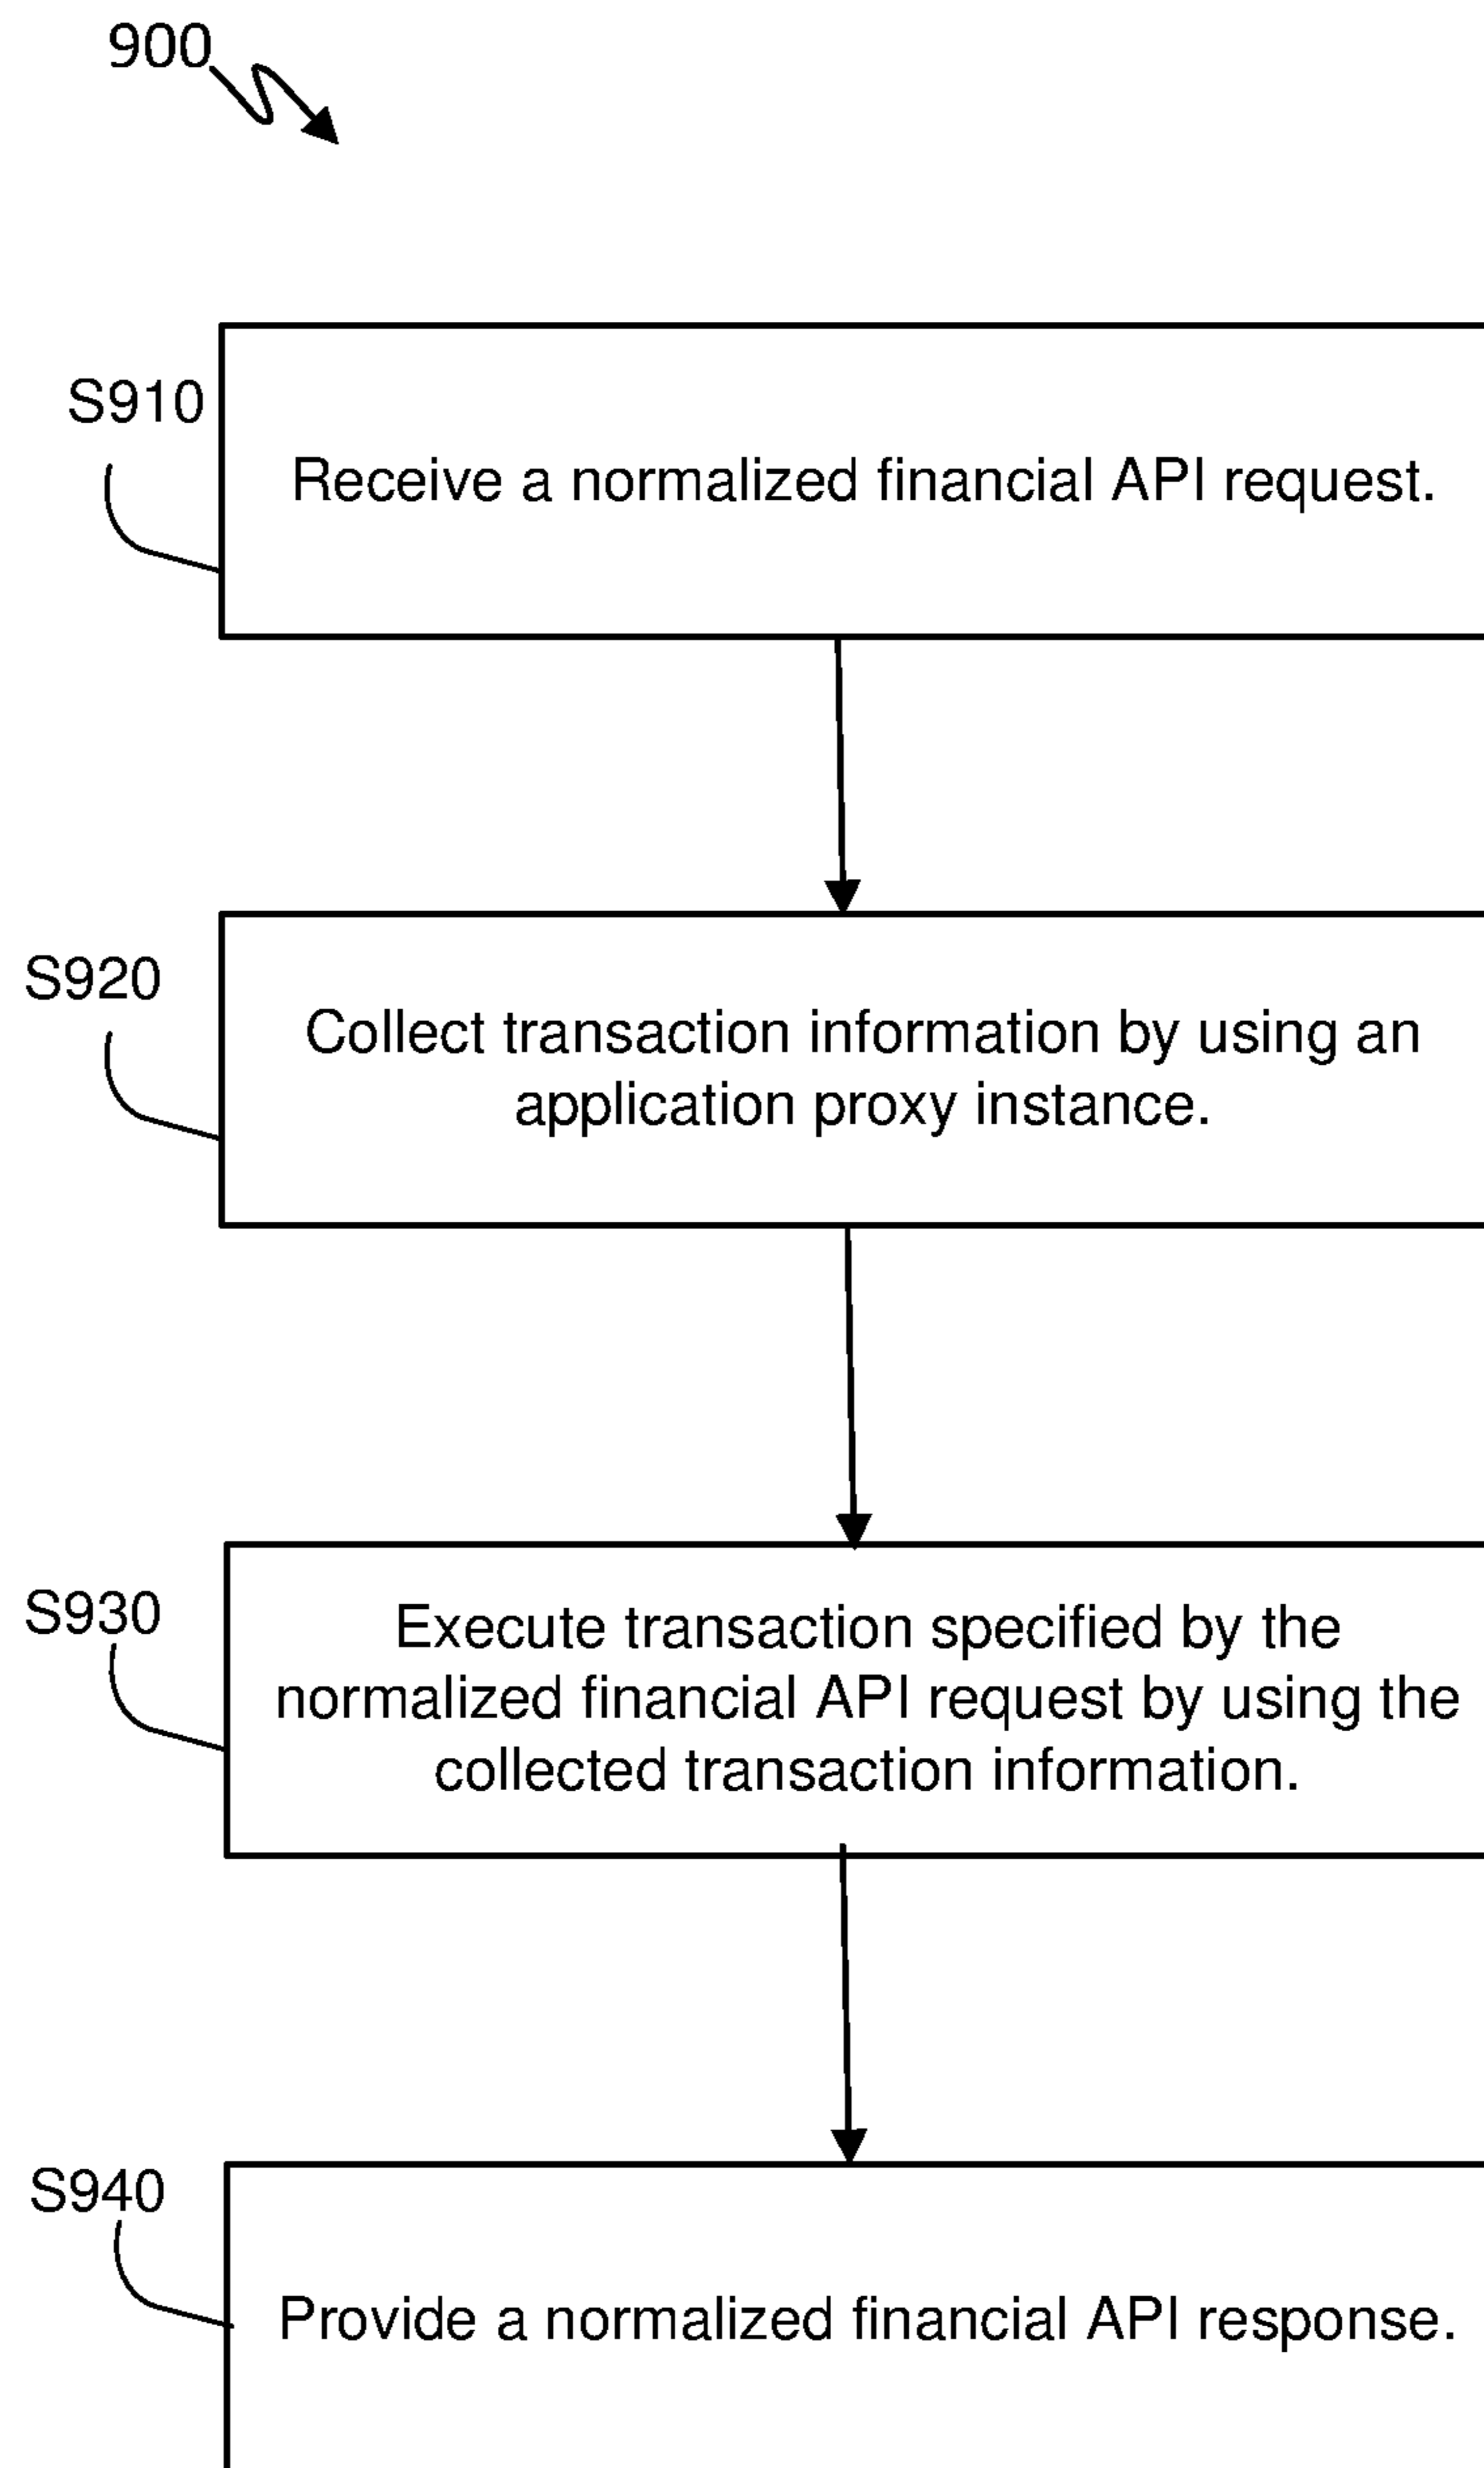 900
S910
Receive a normalized financial API request.
S920
Collect transaction information by using an
application proxy instance.
S930
Execute transaction specified by the
normalized financial API request by using the
collected transaction information.
S940
Provide a normalized financial API response.